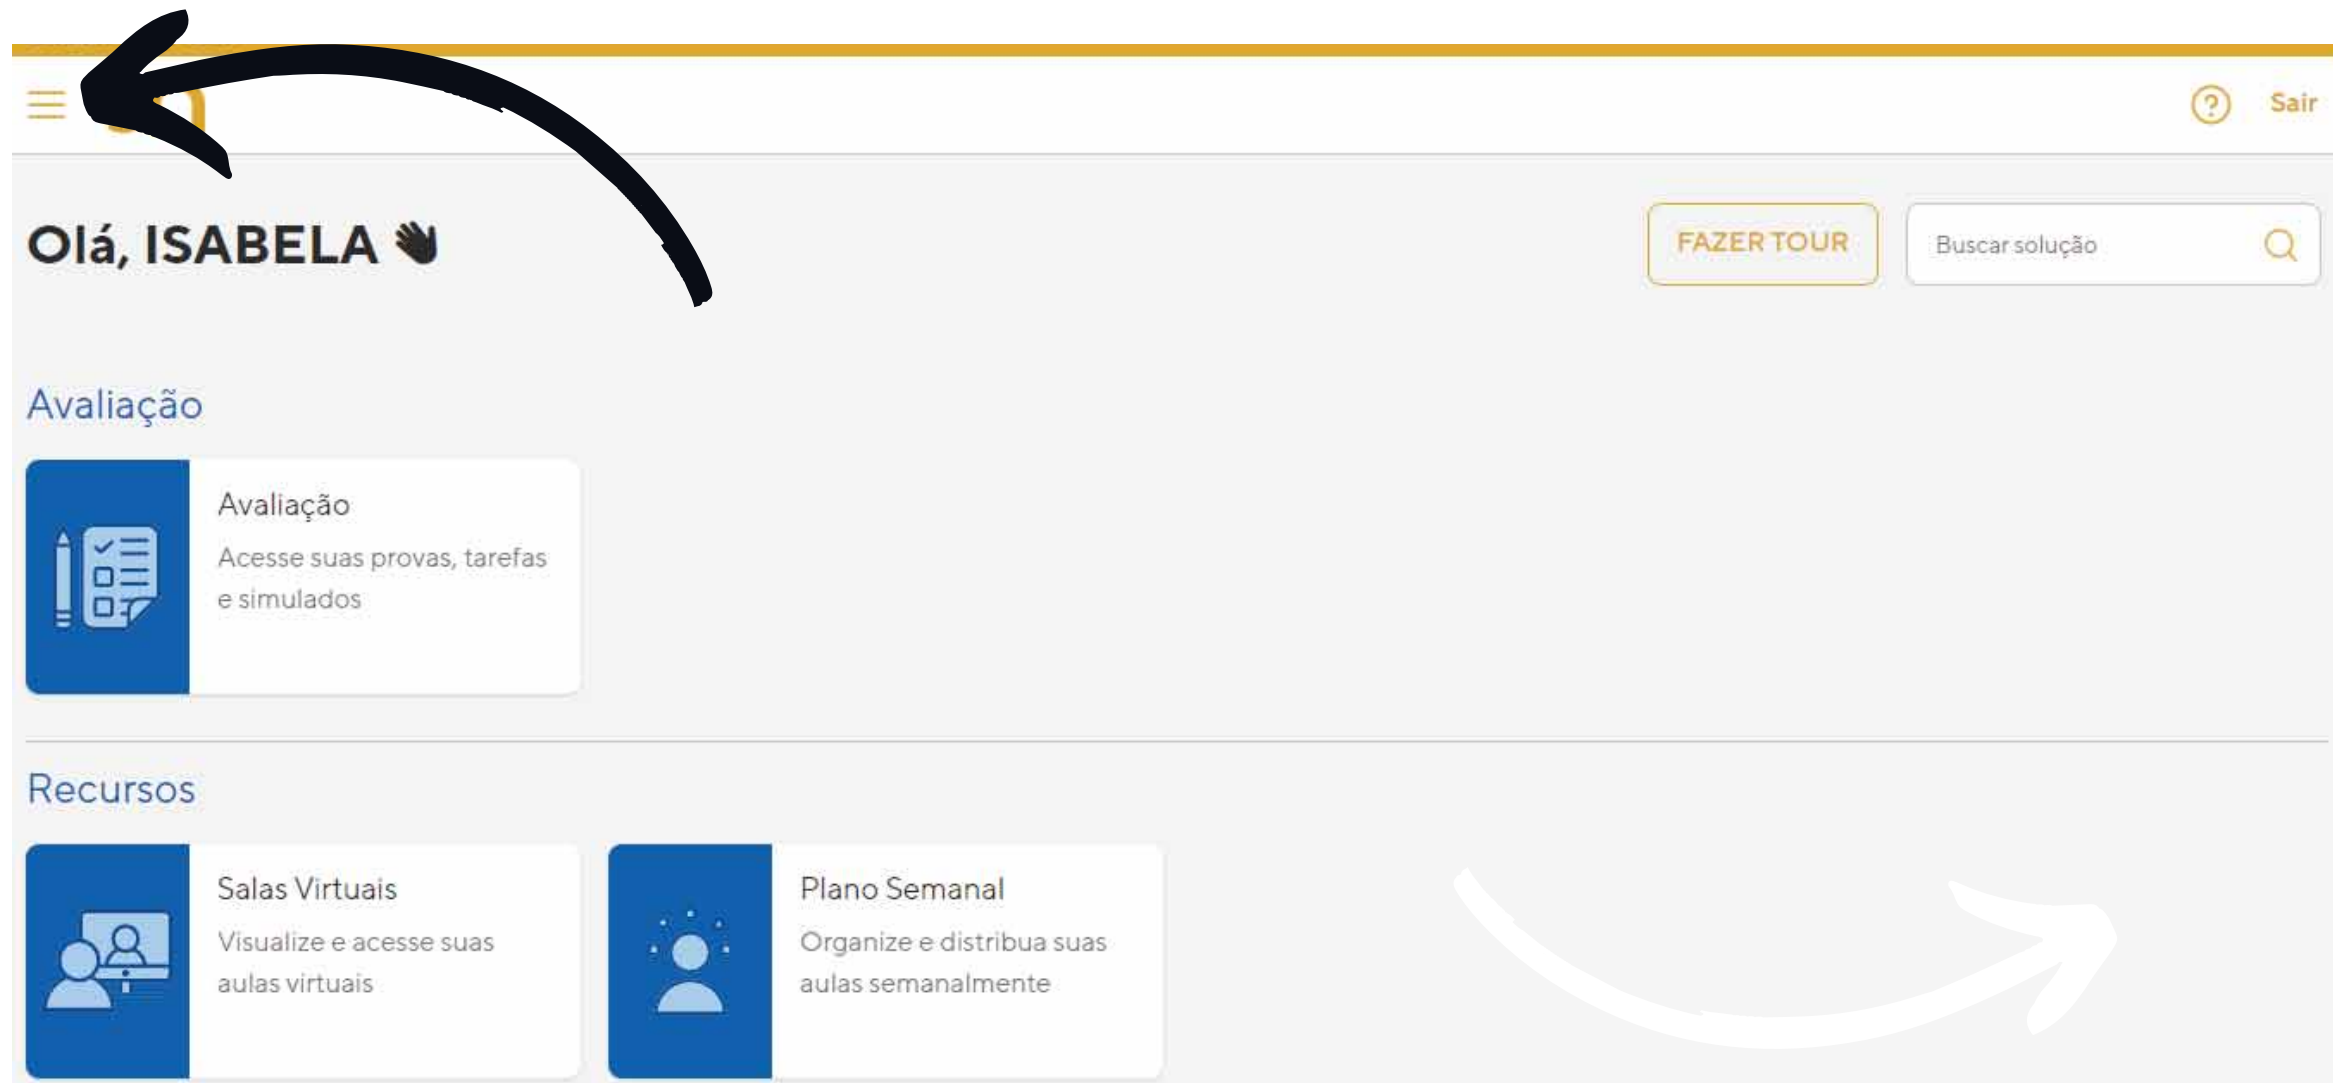 Sair
Olá, ISABELA 👋
FAZER TOUR
Buscar solução
Avaliação
Avaliação
Acesse suas provas, tarefas
e simulados
Recursos
Salas Virtuais
Visualize e acesse suas
aulas virtuais
Plano Semanal
Organize e distribua suas
aulas semanalmente